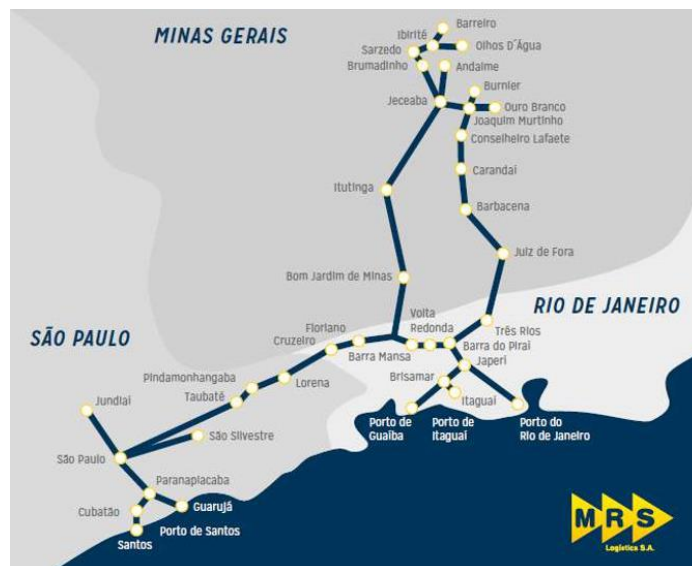 MINAS GERAIS
Barreiro
Ibirité
Olhos D´Água
Sarzedo
Brumadinho
Andaime
Burnier
Jeceaba
Ouro Branco
Joaquim Murtinho
Conselheiro Lafaete
Carandaí
Itutinga
Barbacena
Juiz de Fora
Bom Jardim de Minas
RIO DE JANEIRO
Volta
Redonda
Floriano
Três Rios
SÃO PAULO
Cruzeiro
Barra Mansa
Barra do Piraí
Japeri
Pindamonhangaba
Lorena
Brisamar
Taubaté
Itaguaí
Jundiaí
Porto de
Guaíba
Porto de
Itaguaí
Porto do
Rio de Janeiro
São Silvestre
São Paulo
Paranapiacaba
Guarujá
Cubatão
Porto de Santos
Santos
MRS
Logística S.A.